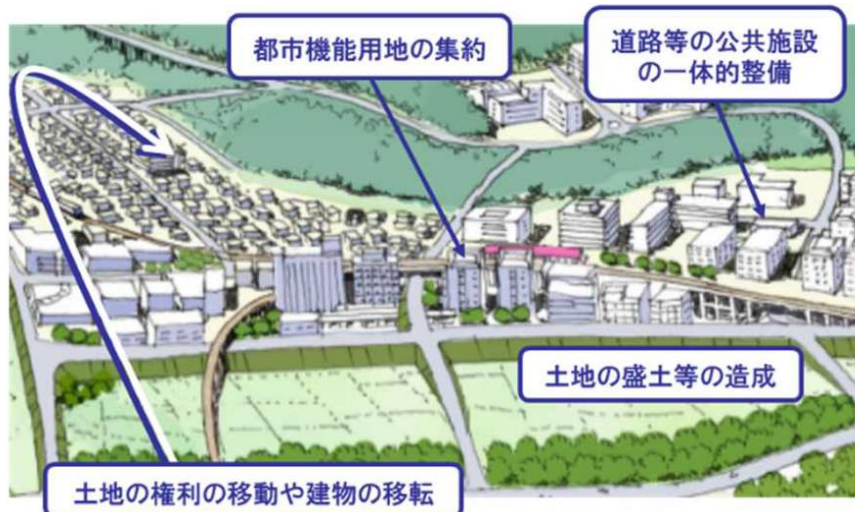 都市機能用地の集約
道路等の公共施設
の一体的整備
土地の盛土等の造成
土地の権利の移動や建物の移転